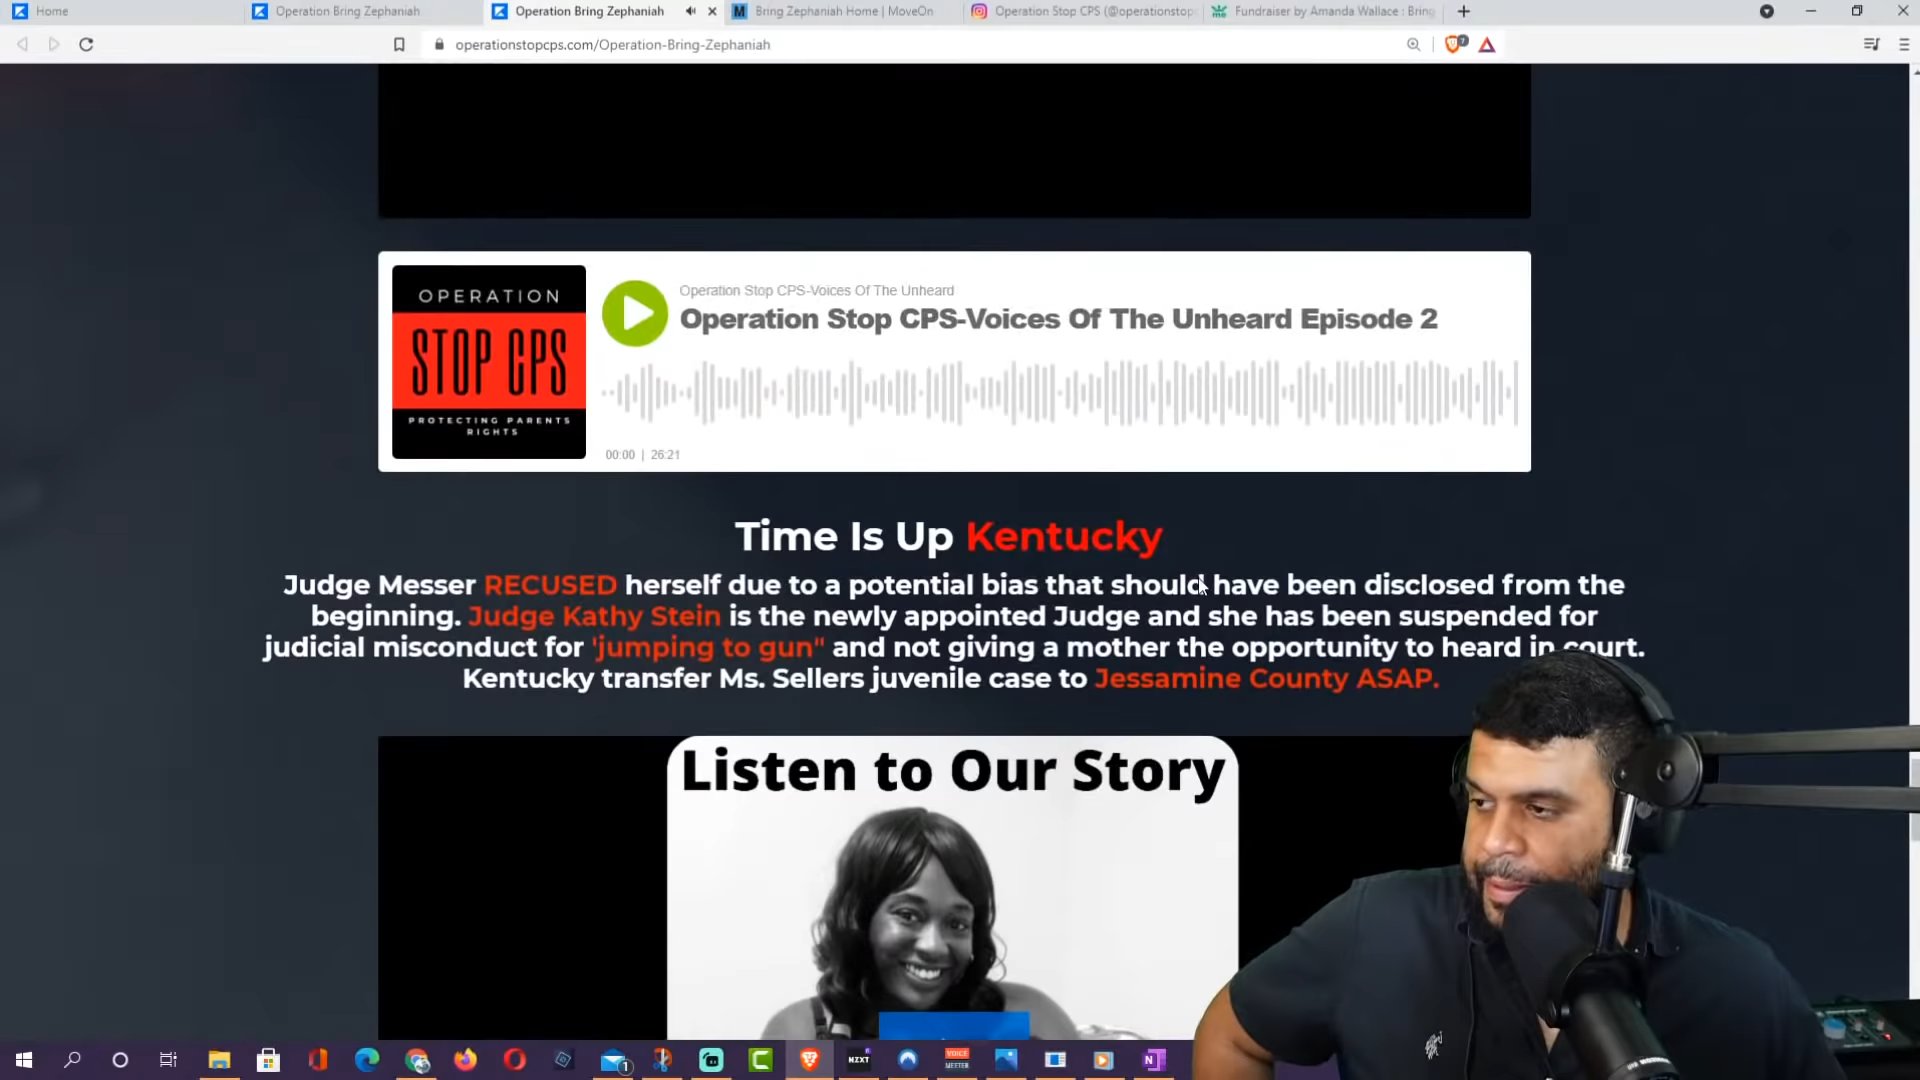 Home
Operation Bring Zephaniah
Operation Bring Zephaniah
Bring Zephaniah Home | MoveOn
Operation Stop CPS (@operationstop
Fundraiser by Amanda Wallace : Bring
operationstopcps.com/Operation-Bring-Zephaniah
7
OPERATION
STOP CPS
PROTECTING PARENTS
RIGHTS
Operation Stop CPS-Voices Of The Unheard
Operation Stop CPS-Voices Of The Unheard Episode 2
00:00 | 26:21
Time Is Up Kentucky
Judge Messer RECUSED herself due to a potential bias that should have been disclosed from the
beginning. Judge Kathy Stein is the newly appointed Judge and she has been suspended for
judicial misconduct for 'jumping to gun" and not giving a mother the opportunity to heard in court.
Kentucky transfer Ms. Sellers juvenile case to Jessamine County ASAP.
Listen to Our Story
1
NZXT
VOICE
MEETER
N